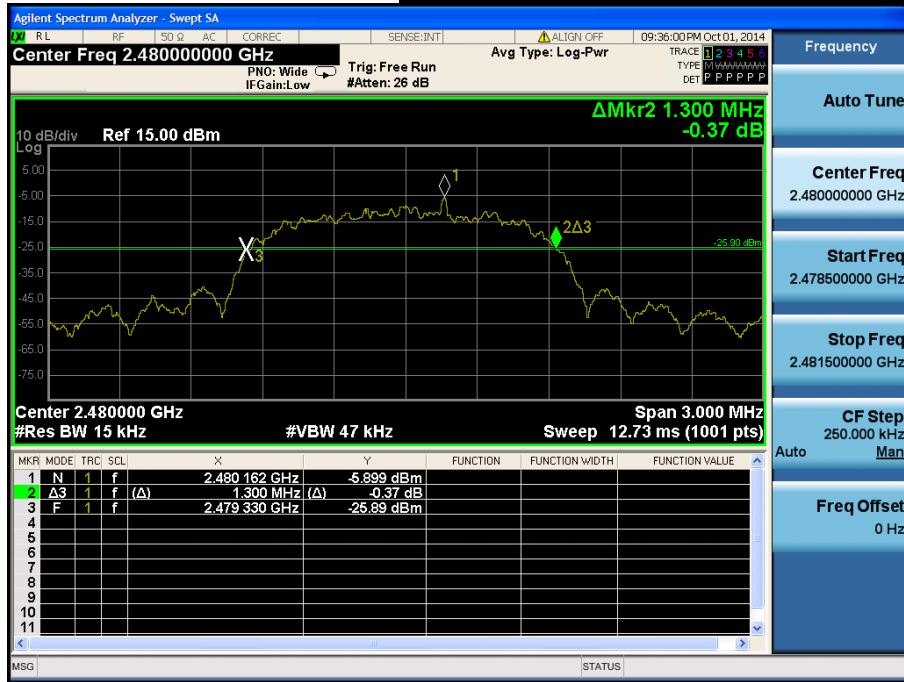 Agilent Spectrum Analyzer - Swept SA
LXI RL RF 50 Ω AC CORREC SENSE:INT ALIGN OFF 09:36:00 PM Oct 01, 2014
Center Freq 2.480000000 GHz
PNO: Wide
IFGain:Low
Trig: Free Run
#Atten: 26 dB
Avg Type: Log-Pwr
TRACE 1 2 3 4 5 6
TYPE M WWWWW
DET P P P P P P
ΔMkr2 1.300 MHz
-0.37 dB
10 dB/div Ref 15.00 dBm
Log
5.00
-5.00
-15.0
-25.0
-35.0
-45.0
-55.0
-65.0
-75.0
1
2Δ3
X3
-25.90 dBm
Center 2.480000 GHz Span 3.000 MHz
#Res BW 15 kHz #VBW 47 kHz Sweep 12.73 ms (1001 pts)
MKR MODE TRC SCL X Y FUNCTION FUNCTION WIDTH FUNCTION VALUE
1 N 1 f 2.480 162 GHz -5.899 dBm
2 Δ3 1 f (Δ) 1.300 MHz (Δ) -0.37 dB
3 F 1 f 2.479 330 GHz -25.89 dBm
4
5
6
7
8
9
10
11
MSG STATUS
Frequency
Auto Tune
Center Freq
2.480000000 GHz
Start Freq
2.478500000 GHz
Stop Freq
2.481500000 GHz
CF Step
250.000 kHz
Auto Man
Freq Offset
0 Hz